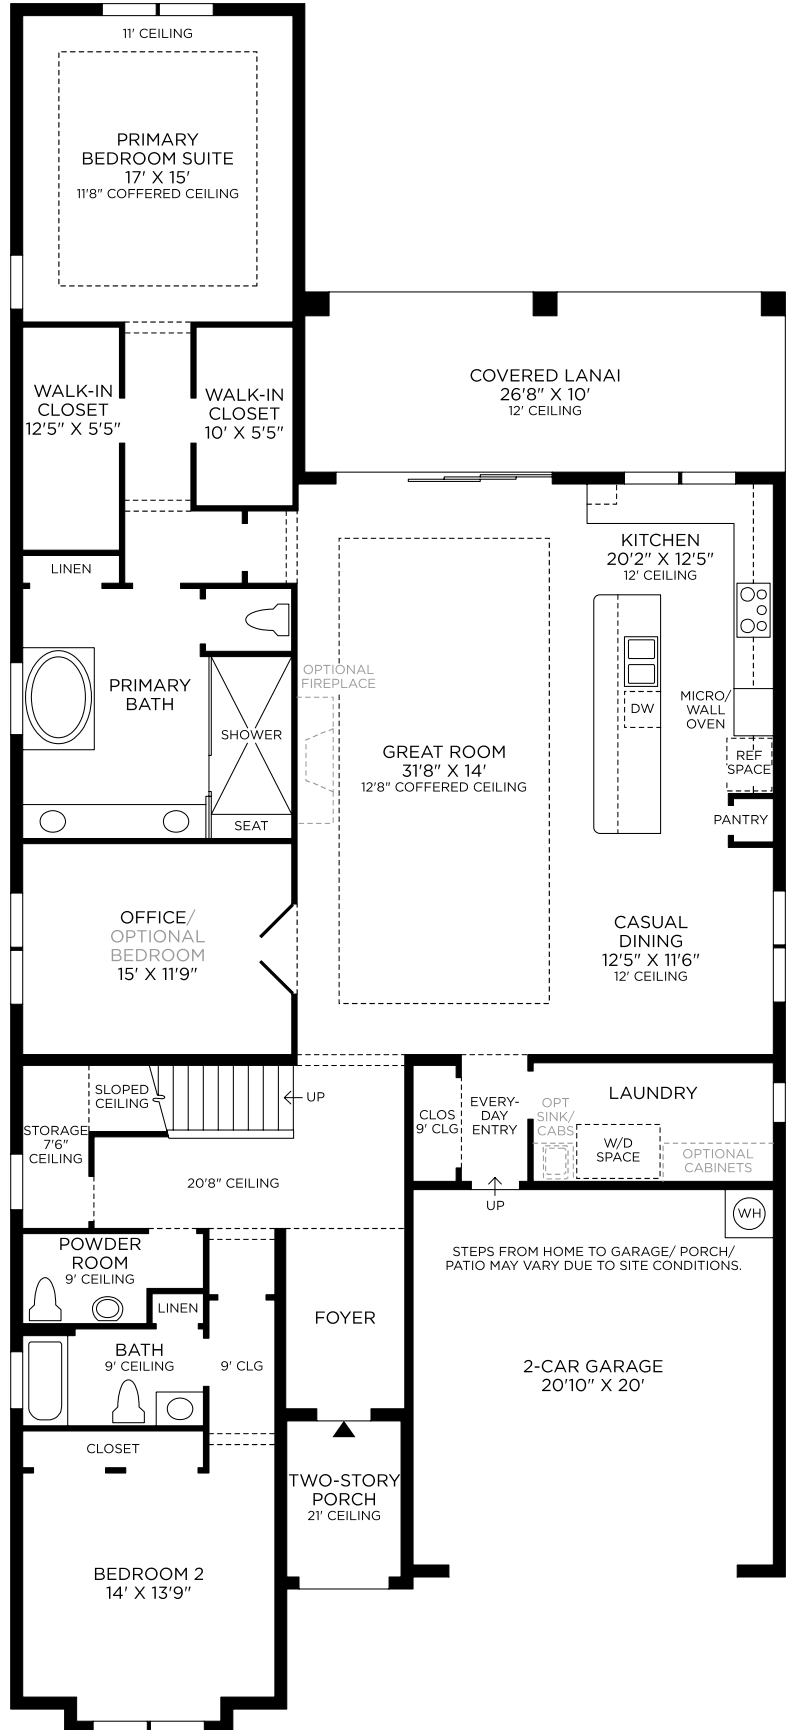 11' CEILING
PRIMARY
BEDROOM SUITE
17' X 15'
11'8" COFFERED CEILING
WALK-IN
CLOSET
12'5" X 5'5"
WALK-IN
CLOSET
10' X 5'5"
COVERED LANAI
26'8" X 10'
12' CEILING
LINEN
KITCHEN
20'2" X 12'5"
12' CEILING
PRIMARY
BATH
SHOWER
SEAT
OPTIONAL
FIREPLACE
GREAT ROOM
31'8" X 14'
12'8" COFFERED CEILING
DW
MICRO/
WALL
OVEN
REF
SPACE
PANTRY
OFFICE/
OPTIONAL
BEDROOM
15' X 11'9"
CASUAL
DINING
12'5" X 11'6"
12' CEILING
SLOPED
CEILING
UP
STORAGE
7'6"
CEILING
20'8" CEILING
CLOS
9' CLG
EVERY-
DAY
ENTRY
UP
LAUNDRY
OPT
SINK/
CABS
W/D
SPACE
OPTIONAL
CABINETS
WH
POWDER
ROOM
9' CEILING
LINEN
BATH
9' CEILING
9' CLG
FOYER
STEPS FROM HOME TO GARAGE/ PORCH/
PATIO MAY VARY DUE TO SITE CONDITIONS.
2-CAR GARAGE
20'10" X 20'
CLOSET
TWO-STORY
PORCH
21' CEILING
BEDROOM 2
14' X 13'9"